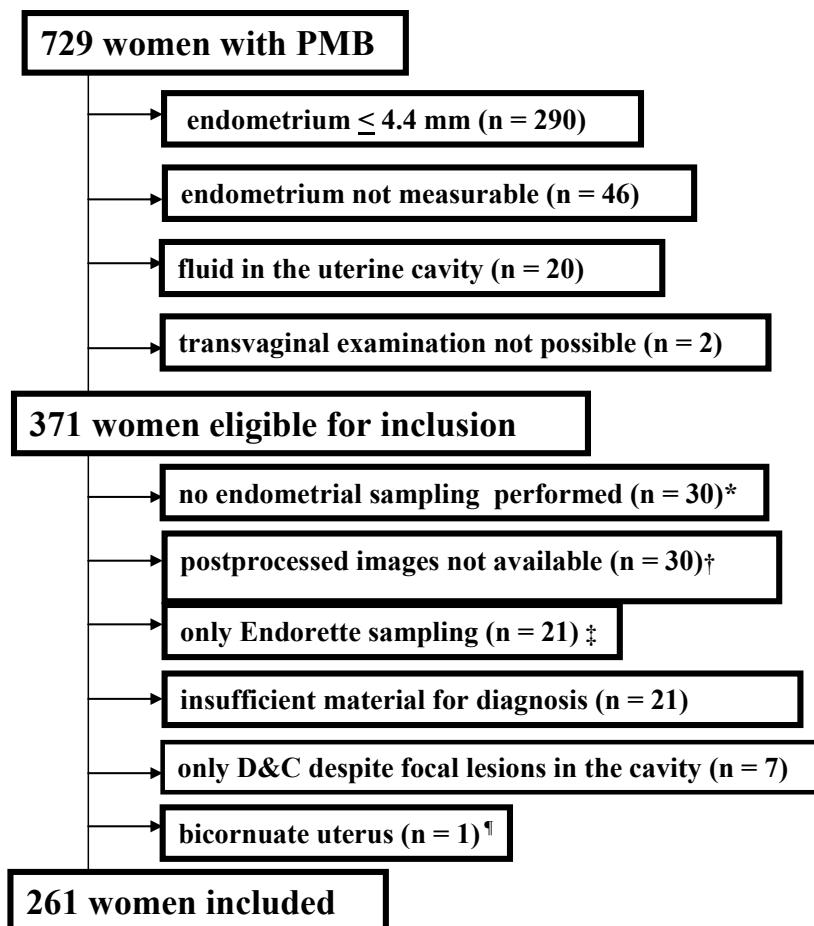 729 women with PMB
endometrium ≤ 4.4 mm (n = 290)
endometrium not measurable (n = 46)
fluid in the uterine cavity (n = 20)
transvaginal examination not possible (n = 2)
371 women eligible for inclusion
no endometrial sampling performed (n = 30)*
postprocessed images not available (n = 30)†
only Endorette sampling (n = 21) ‡
insufficient material for diagnosis (n = 21)
only D&C despite focal lesions in the cavity (n = 7)
bicornuate uterus (n = 1)¶
261 women included